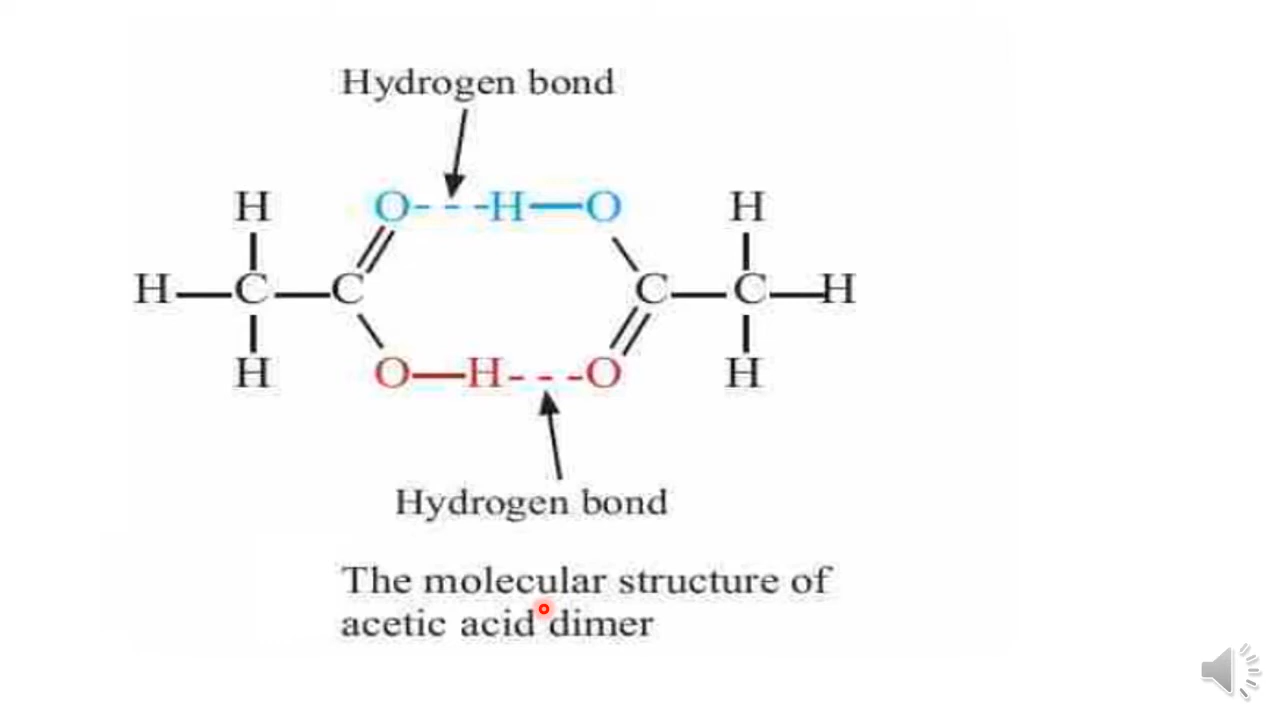 Hydrogen bond
H O H O H
H C C C C H
H O H O H
Hydrogen bond
The molecular structure of
acetic acid dimer